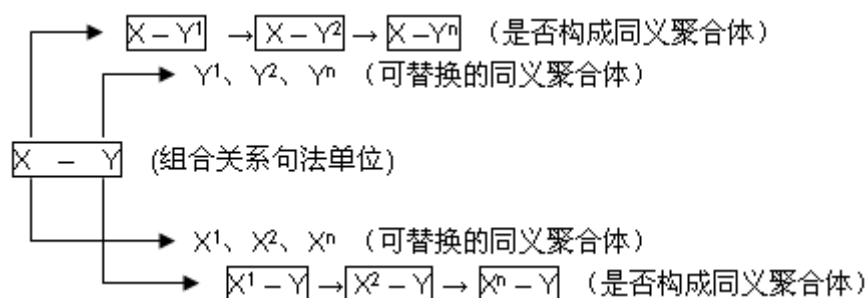 X – Y¹ → X – Y² → X –Yⁿ （是否构成同义聚合体）
Y¹、Y²、Yⁿ （可替换的同义聚合体）
X – Y (组合关系句法单位)
X¹、X²、Xⁿ （可替换的同义聚合体）
X¹ – Y → X² – Y → Xⁿ – Y （是否构成同义聚合体）